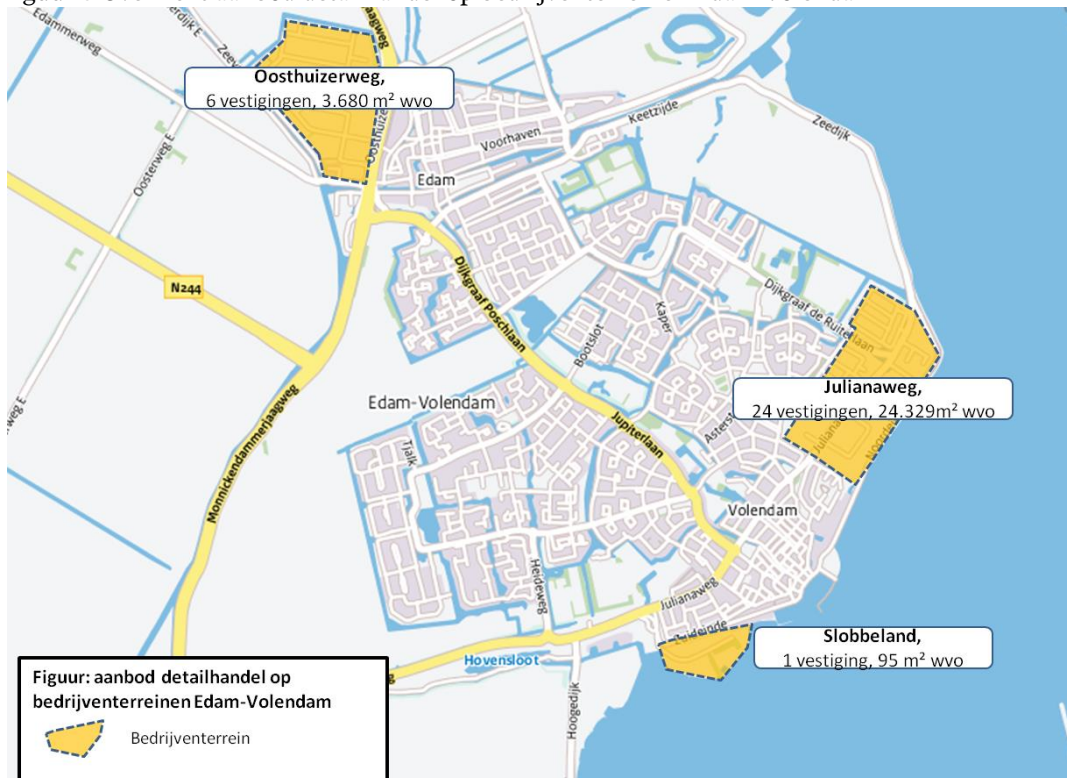 Edammerweg
Zeedijk
Oosthuizerweg,
6 vestigingen, 3.680 m² wvo
Oosterweg E
Voorhaven
Keetzijde
Edam
N244
Dijkgraaf Poschlaan
Dijkgraaf de Ruiterlaan
Kaper
Bootslot
Julianaweg,
24 vestigingen, 24.329m² wvo
Edam-Volendam
Monnickendammerjaagweg
Tjalk
Jupiterlaan
Volendam
Heideweg
Julianaweg
Slobbeland,
1 vestiging, 95 m² wvo
Hovensloot
Hoogedijk
Figuur: aanbod detailhandel op
bedrijventerreinen Edam-Volendam
Bedrijventerrein